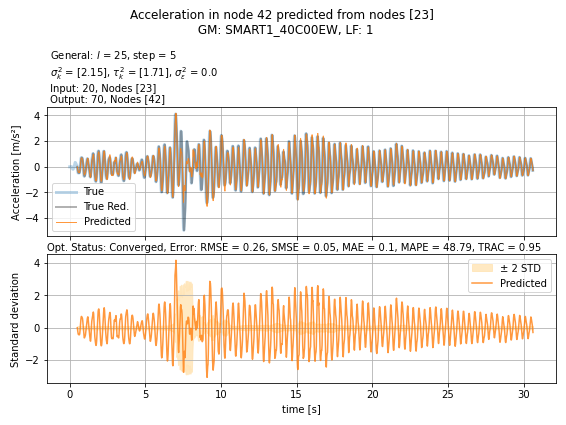 Acceleration in node 42 predicted from nodes [23]
GM: SMART1_40C00EW, LF: 1
General: l = 25, step = 5
σ²ₖ = [2.15], τ²ₖ = [1.71], σ²ε = 0.0
Input: 20, Nodes [23]
Output: 70, Nodes [42]
Acceleration [m/s²]
4
2
0
−2
−4
True
True Red.
Predicted
Opt. Status: Converged, Error: RMSE = 0.26, SMSE = 0.05, MAE = 0.1, MAPE = 48.79, TRAC = 0.95
Standard deviation
4
2
0
−2
± 2 STD
Predicted
0 5 10 15 20 25 30
time [s]